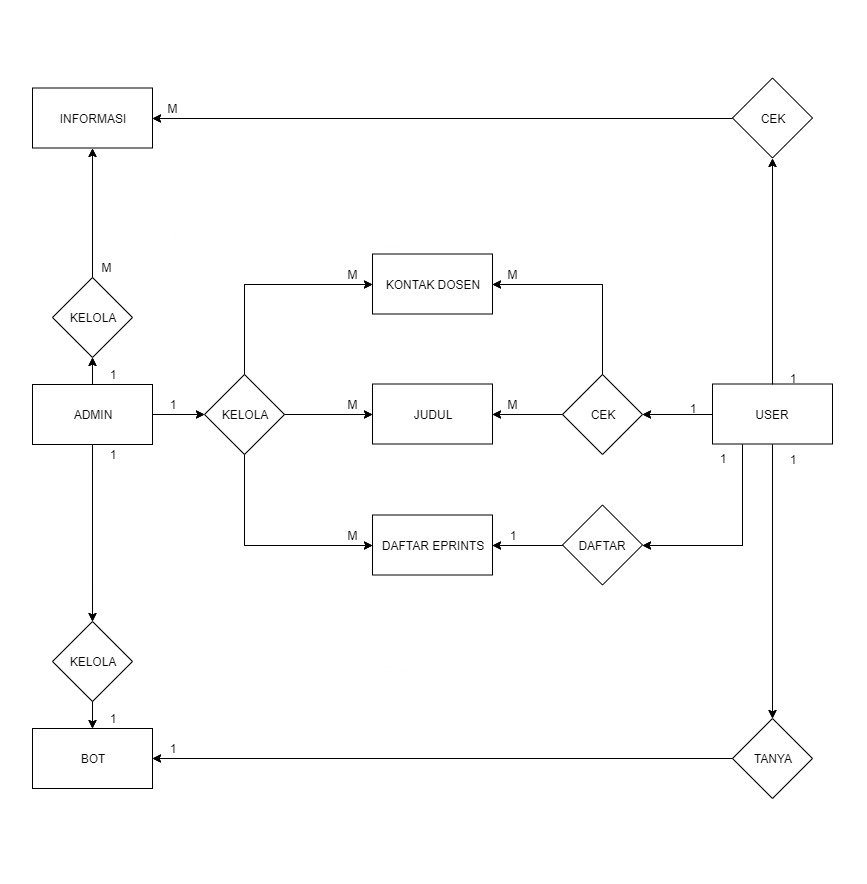 M
INFORMASI
CEK
M
KELOLA
1
M
KONTAK DOSEN
M
1
ADMIN
1
KELOLA
M
JUDUL
M
CEK
1
USER
1
1
1
M
DAFTAR EPRINTS
1
DAFTAR
KELOLA
1
BOT
1
TANYA